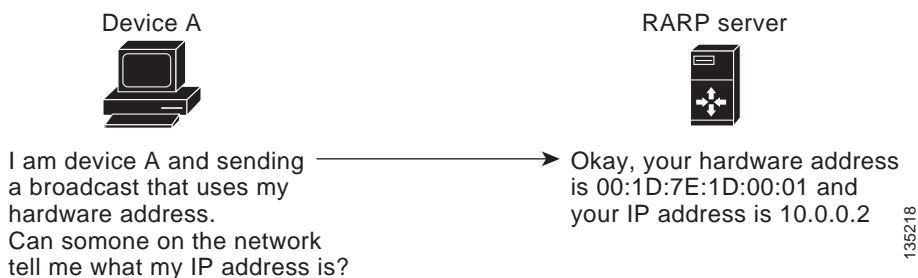 Device A
RARP server
I am device A and sending
a broadcast that uses my
hardware address.
Can somone on the network
tell me what my IP address is?
Okay, your hardware address
is 00:1D:7E:1D:00:01 and
your IP address is 10.0.0.2
135218